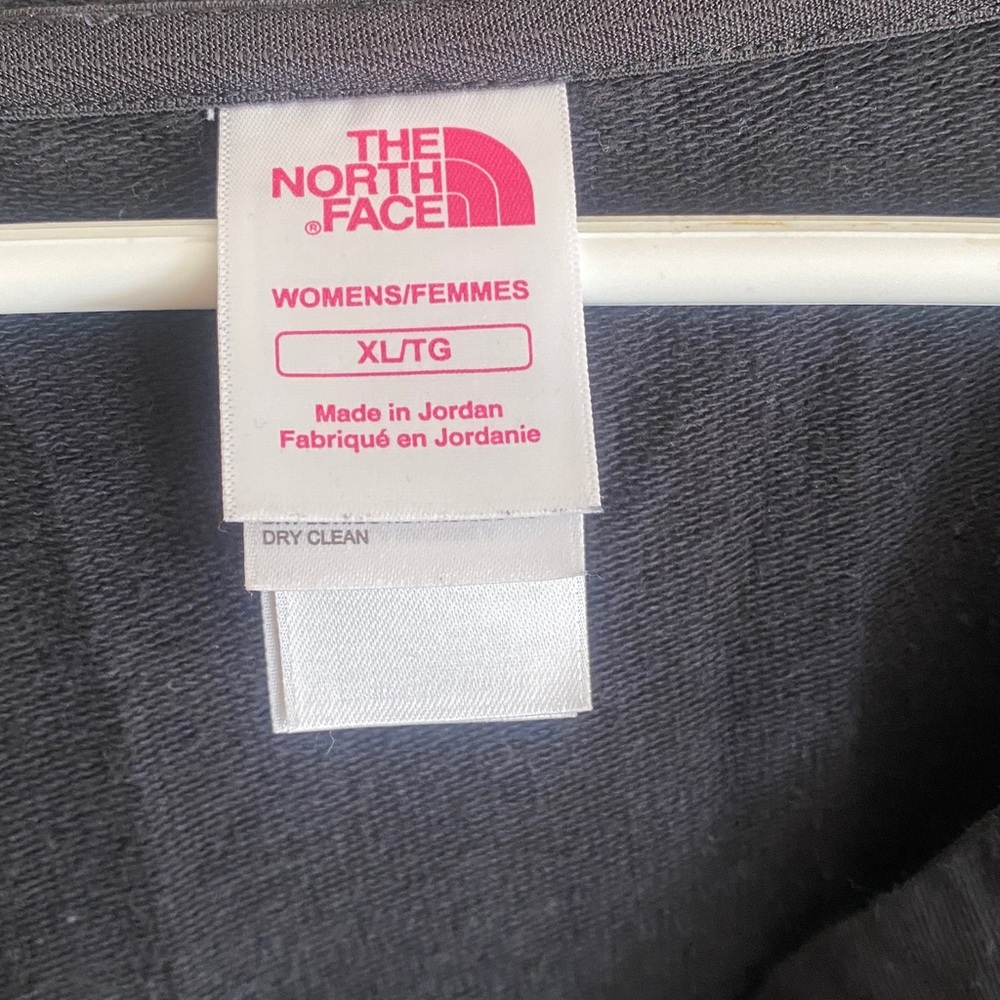 THE
NORTH
® FACE
WOMENS/FEMMES
XL/TG
Made in Jordan
Fabriqué en Jordanie
DRY CLEAN